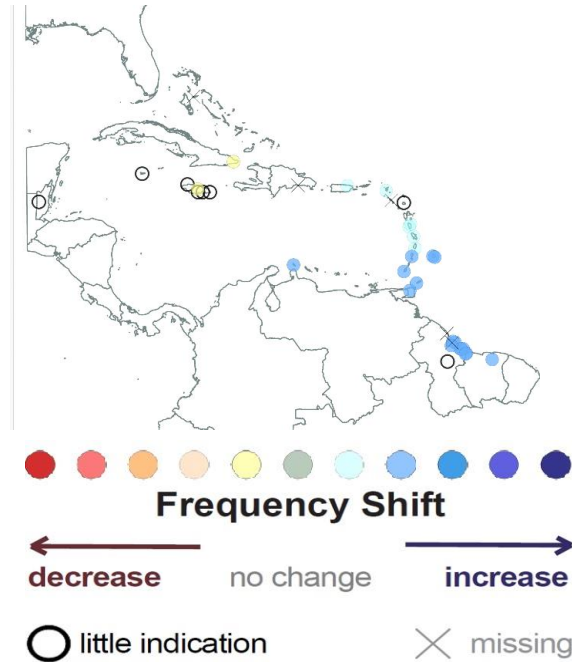 Frequency Shift
decrease no change increase
little indication missing